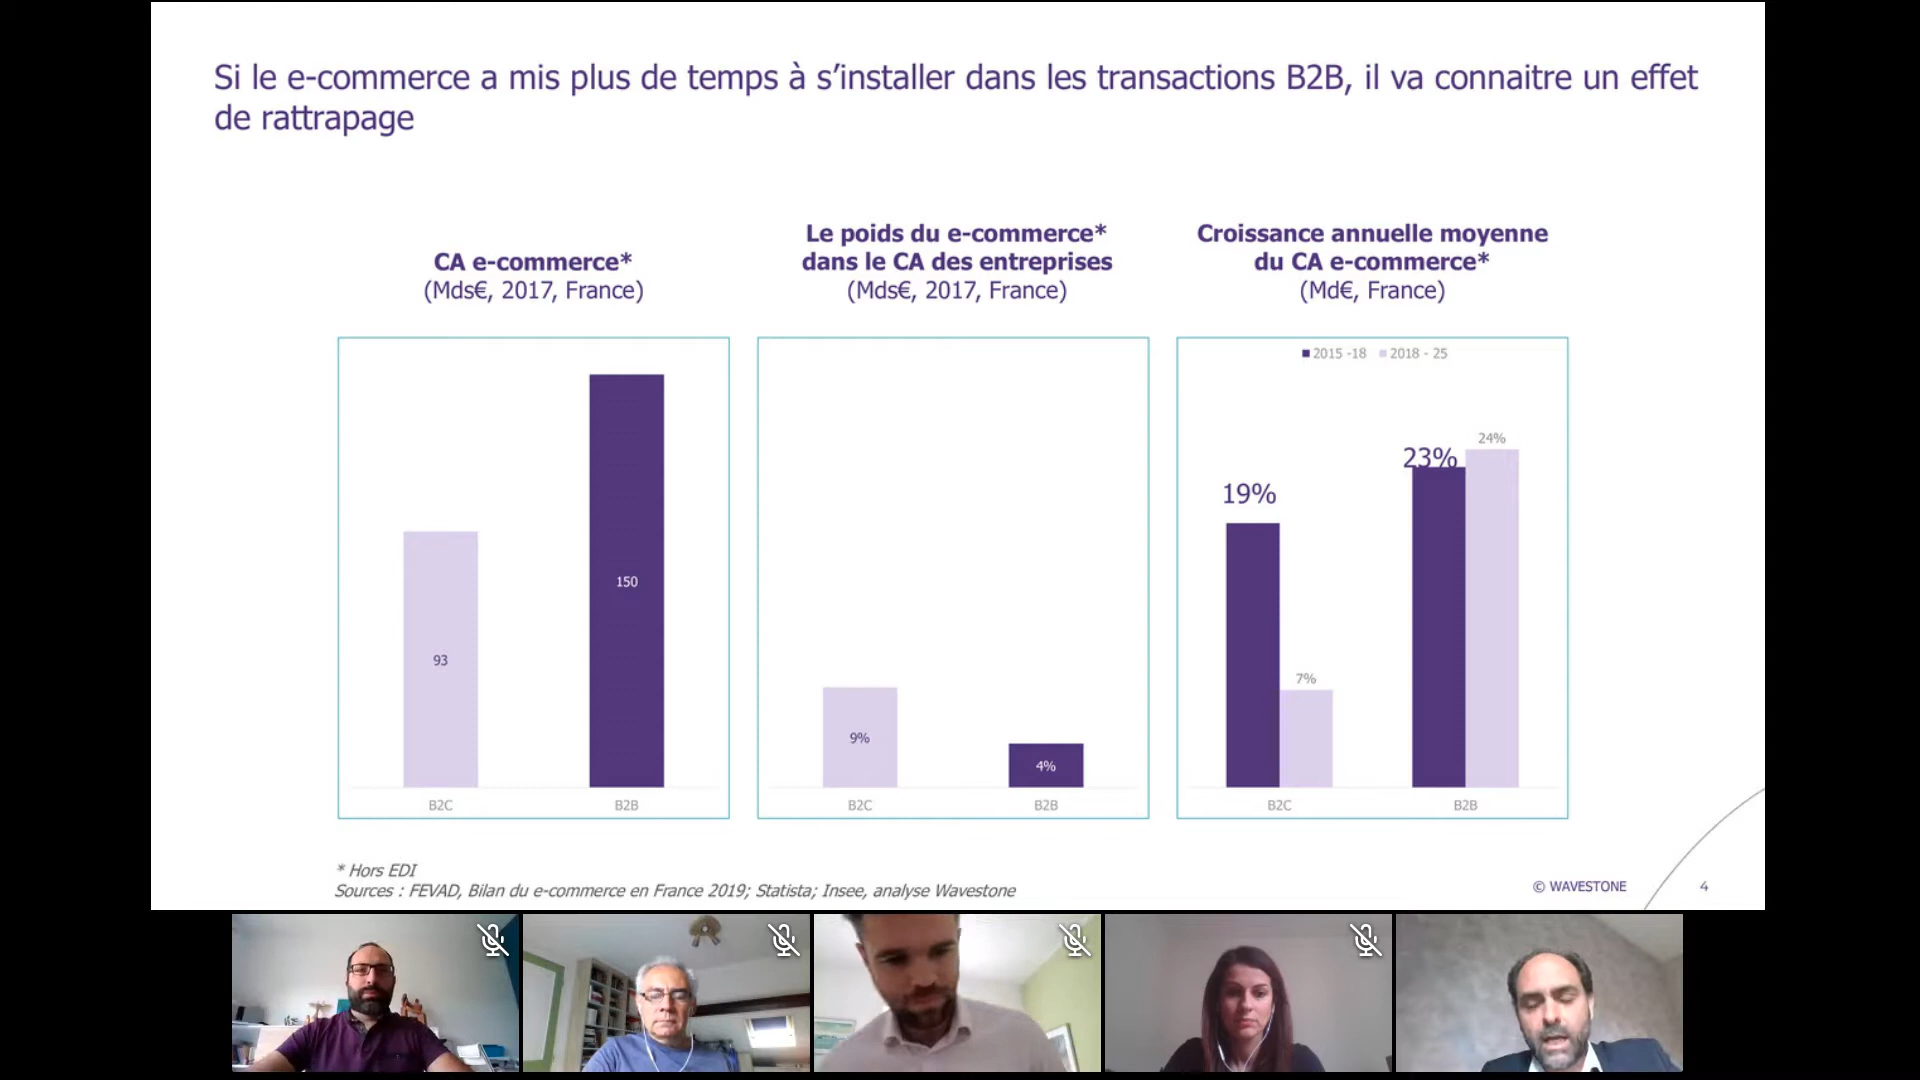 Si le e-commerce a mis plus de temps à s'installer dans les transactions B2B, il va connaitre un effet
de rattrapage
CA e-commerce*
(Mds€, 2017, France)
93
150
B2C
B2B
Le poids du e-commerce*
dans le CA des entreprises
(Mds€, 2017, France)
9%
4%
B2C
B2B
Croissance annuelle moyenne
du CA e-commerce*
(Md€, France)
2015 -18
2018 - 25
19%
7%
23%
24%
B2C
B2B
* Hors EDI
Sources : FEVAD, Bilan du e-commerce en France 2019; Statista; Insee, analyse Wavestone
© WAVESTONE
4